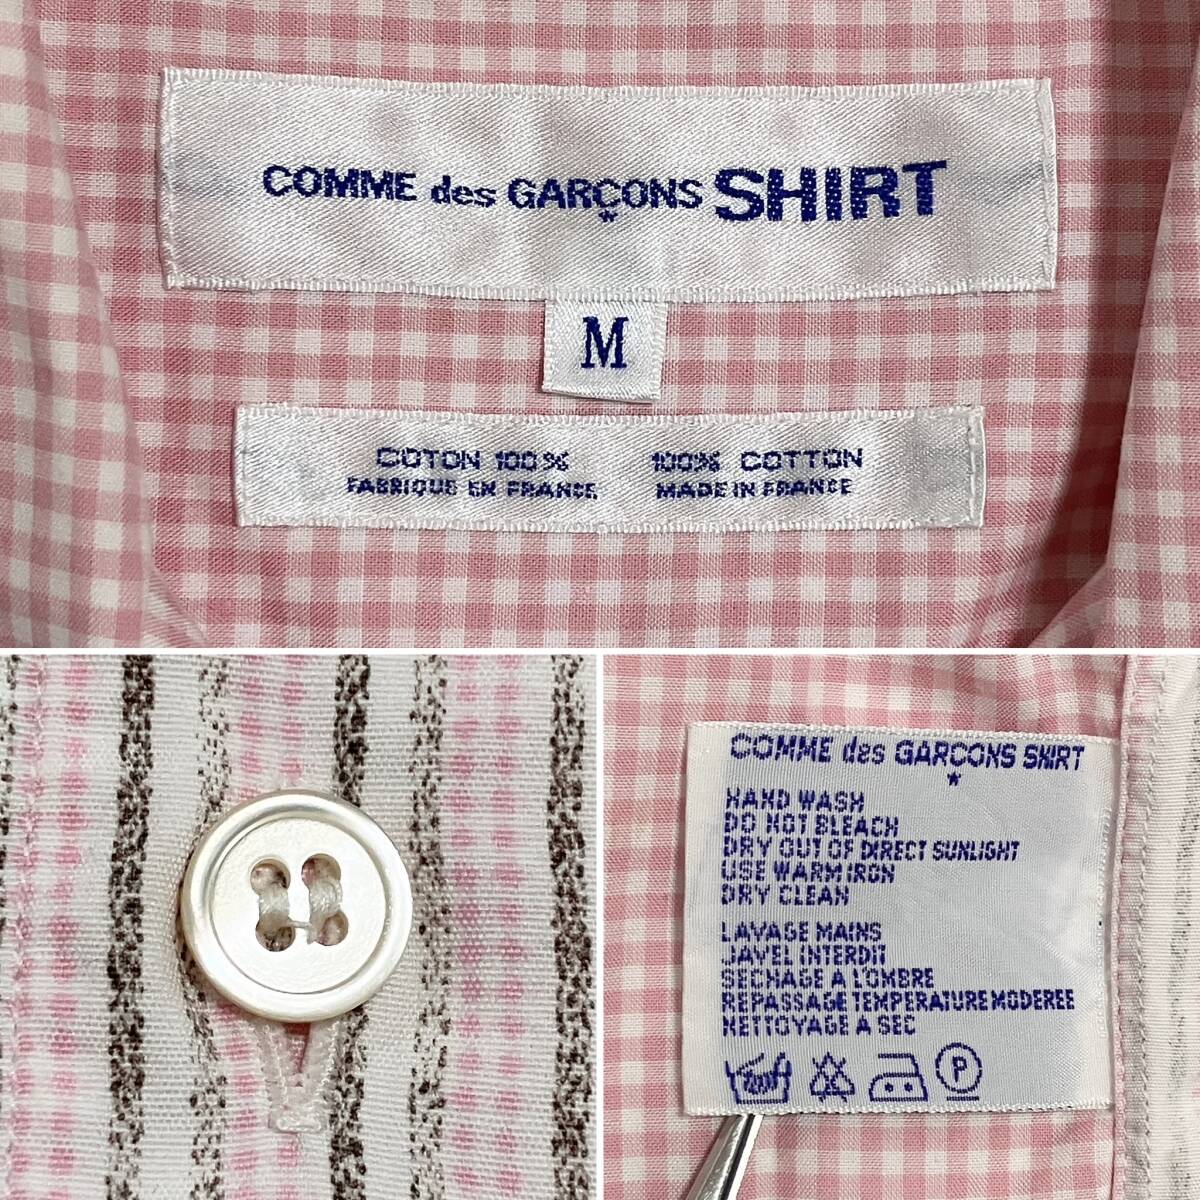 COMME des GARÇONS SHIRT
M
COTON 100% 100% COTTON
FABRIQUE EN FRANCE MADE IN FRANCE
COMME des GARÇONS SHIRT
HAND WASH
DO NOT BLEACH
DRY OUT OF DIRECT SUNLIGHT
USE WARM IRON
DRY CLEAN
LAVAGE MAINS
JAVEL INTERDIT
SECHAGE A L'OMBRE
REPASSAGE TEMPERATURE MODEREE
NETTOYAGE A SEC
P